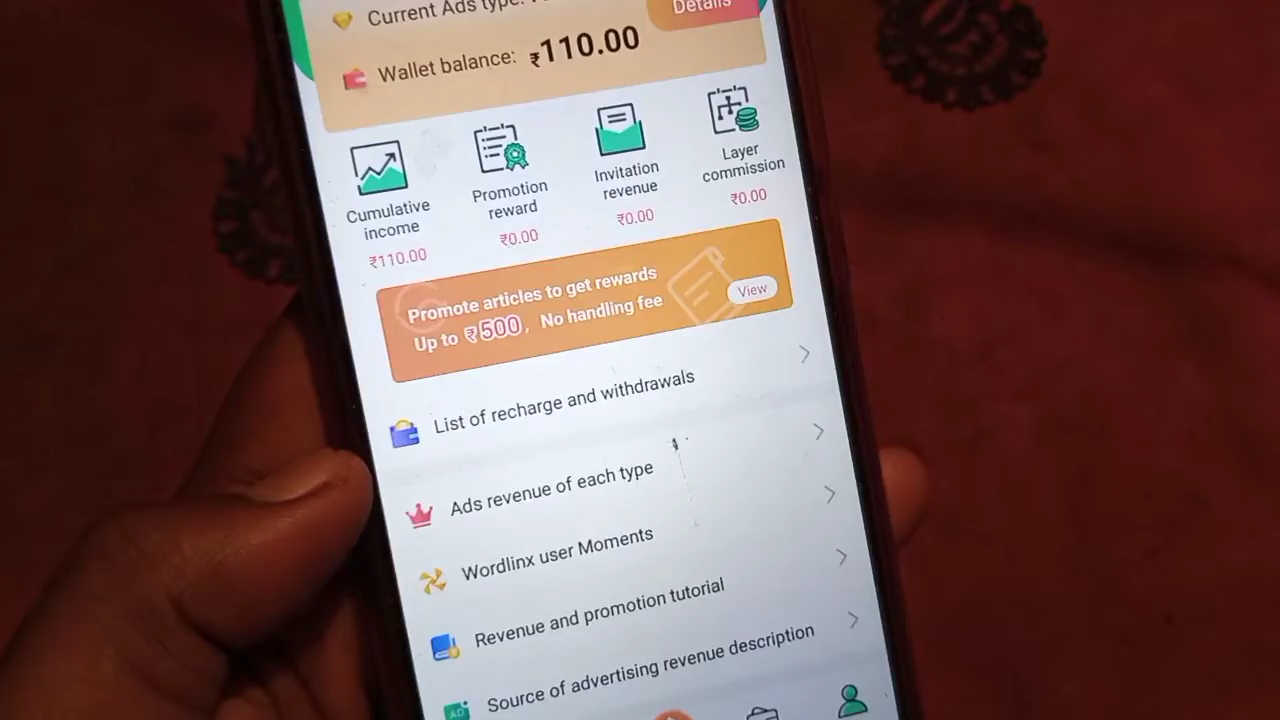 Current Ads type:
Details
Wallet balance: ₹110.00
Cumulative
income
₹110.00
Promotion
reward
₹0.00
Invitation
revenue
₹0.00
Layer
commission
₹0.00
Promote articles to get rewards
Up to ₹500, No handling fee
View
List of recharge and withdrawals
Ads revenue of each type
Wordlinx user Moments
Revenue and promotion tutorial
Source of advertising revenue description
AD